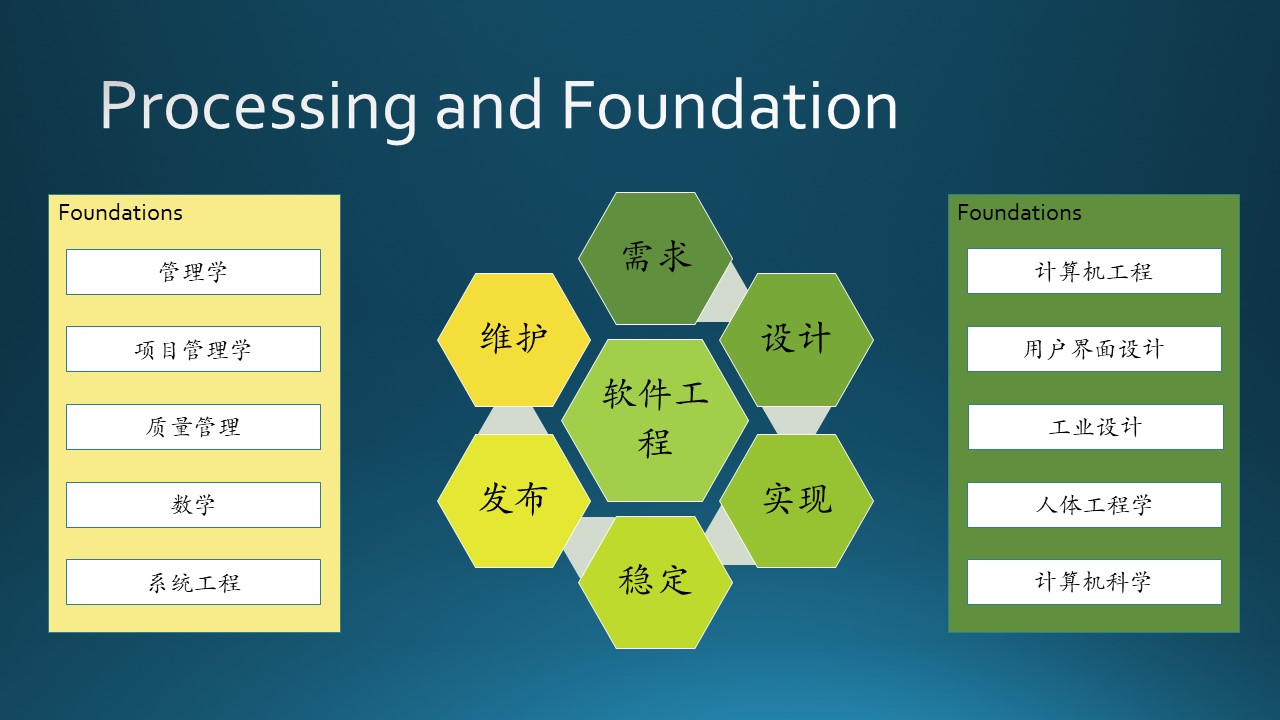 Processing and Foundation
Foundations
管理学
项目管理学
质量管理
数学
系统工程
需求
设计
实现
稳定
发布
维护
软件工
程
Foundations
计算机工程
用户界面设计
工业设计
人体工程学
计算机科学